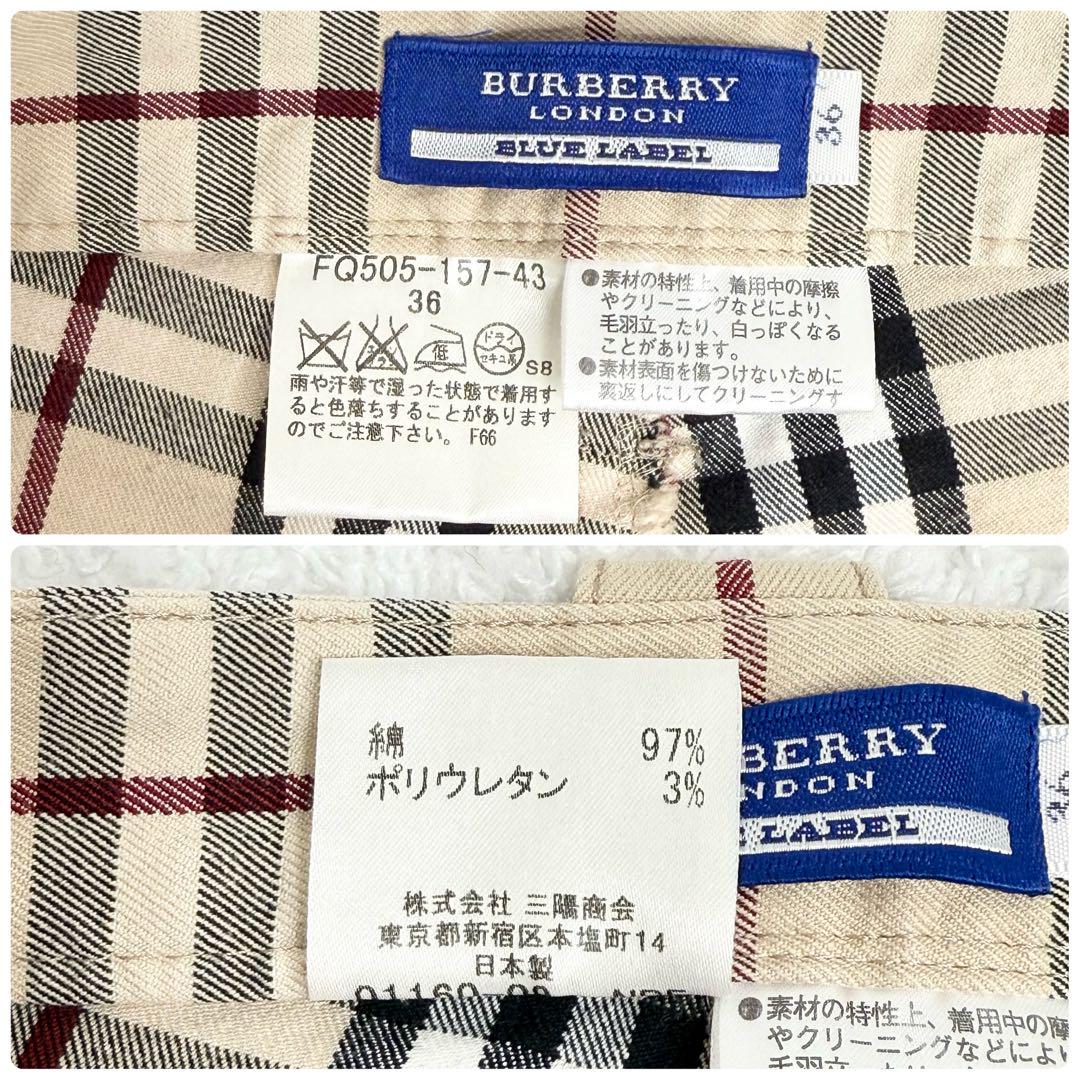 BURBERRY
LONDON
BLUE LABEL
36
FQ505-157-43
36
低
ドライ
セキユ系
S8
雨や汗等で湿った状態で着用す
ると色落ちすることがあります
のでご注意下さい。 F66
●素材の特性上、着用中の摩擦
やクリーニングなどにより、
毛羽立ったり、白っぽくなる
ことがあります。
●素材表面を傷つけないために
裏返しにしてクリーニングす
綿 97%
ポリウレタン 3%
株式会社 三陽商会
東京都新宿区本塩町14
日本製
BERRY
NDON
E LABEL
●素材の特性上、着用中の摩
やクリーニングなどによ